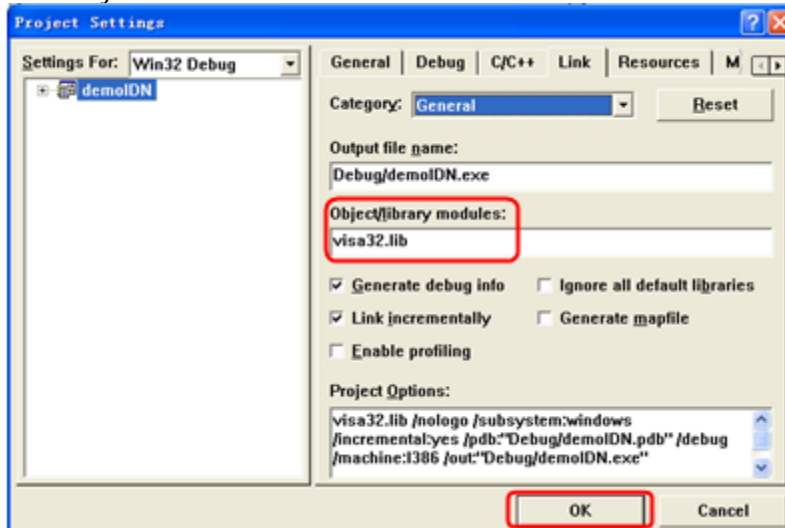 Project Settings
Settings For: Win32 Debug
demoIDN
General Debug C/C++ Link Resources M
Category: General Reset
Output file name:
Debug/demoIDN.exe
Object/library modules:
visa32.lib
Generate debug info Ignore all default libraries
Link incrementally Generate mapfile
Enable profiling
Project Options:
visa32.lib /nologo /subsystem:windows
/incremental:yes /pdb:"Debug/demoIDN.pdb" /debug
/machine:I386 /out:"Debug/demoIDN.exe"
OK Cancel